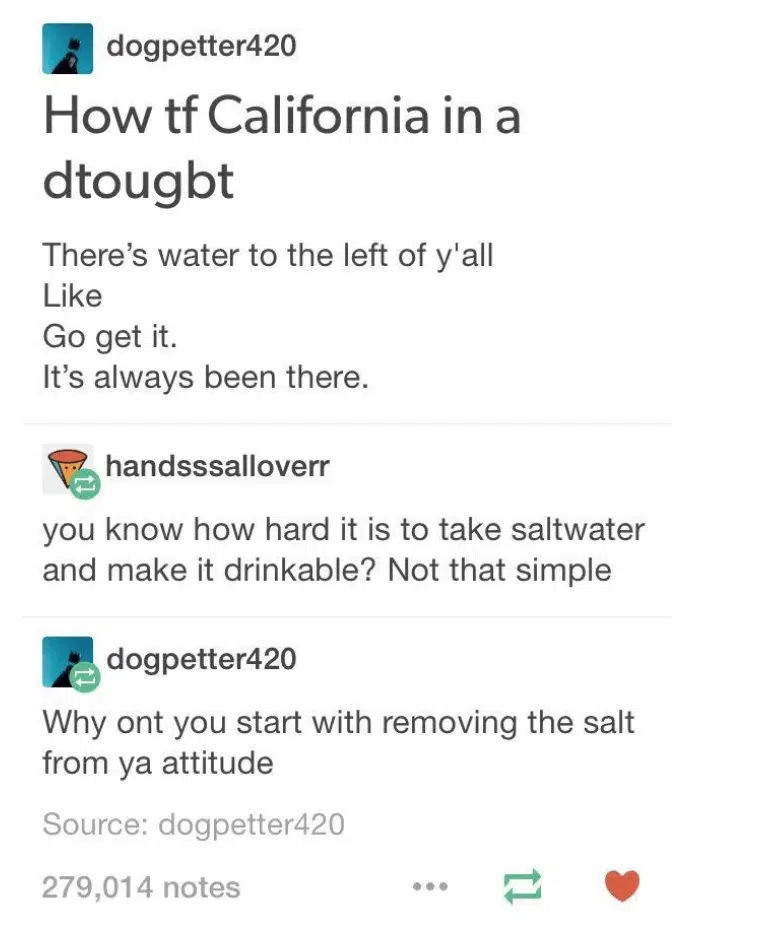 dogpetter420
How tf California in a
dtougbt
There's water to the left of y'all
Like
Go get it.
It's always been there.
handsssalloverr
you know how hard it is to take saltwater
and make it drinkable? Not that simple
dogpetter420
Why ont you start with removing the salt
from ya attitude
Source: dogpetter420
279,014 notes